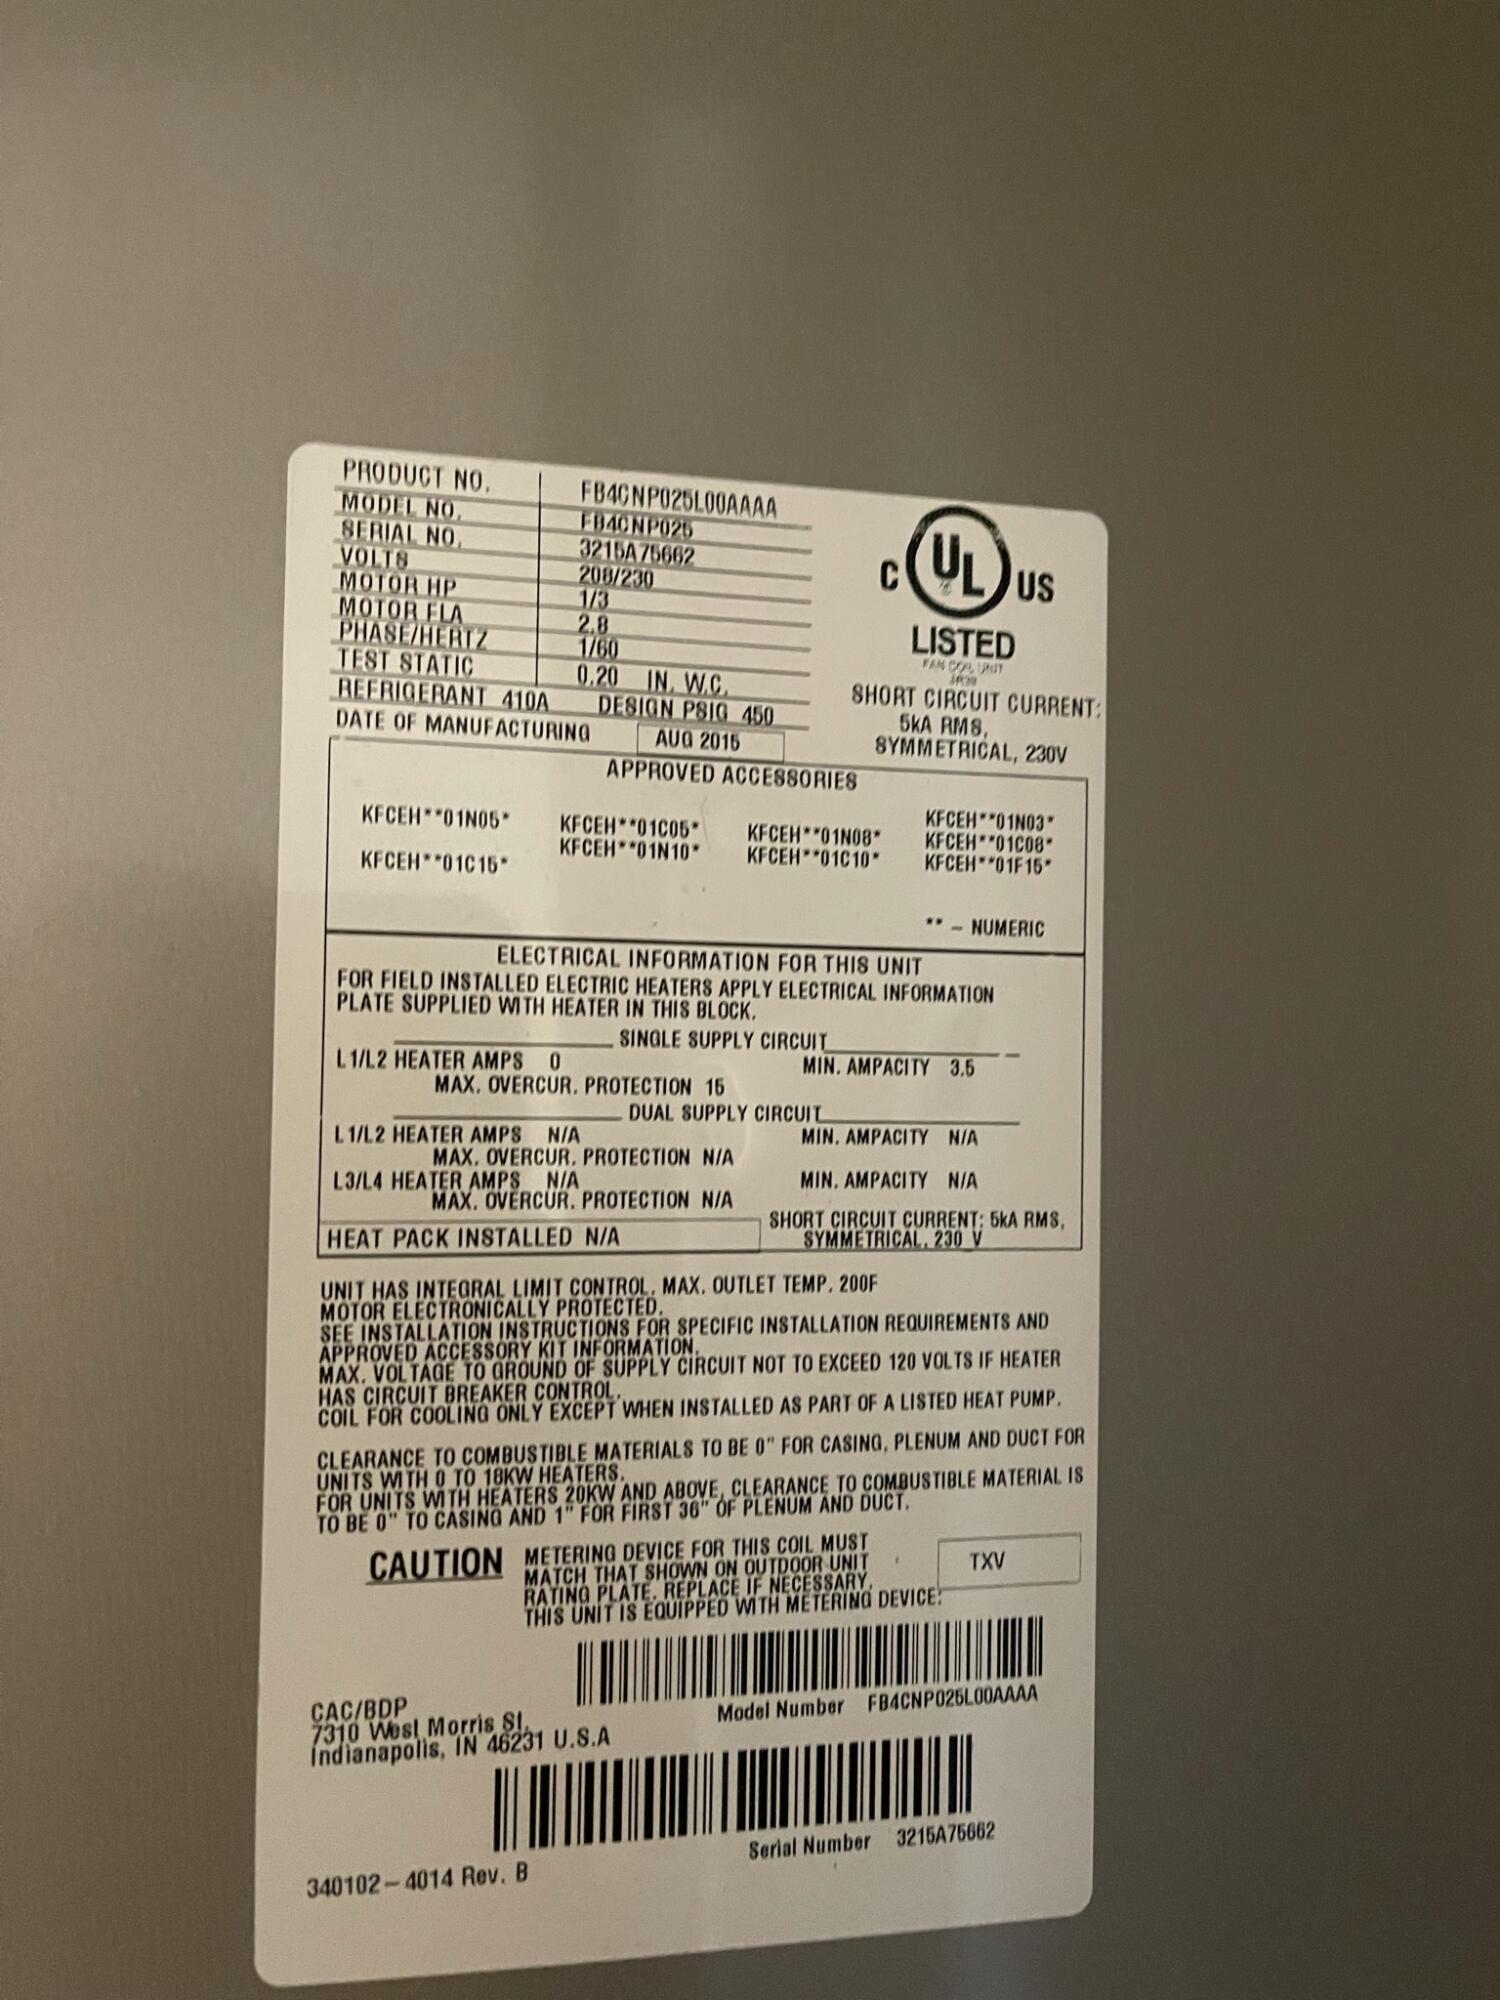 PRODUCT NO. FB4CNP025L00AAAA
MODEL NO. FB4CNP025
SERIAL NO. 3215A75662
VOLTS 208/230
MOTOR HP 1/3
MOTOR FLA 2.8
PHASE/HERTZ 1/60
TEST STATIC 0.20 IN. W.C.
REFRIGERANT 410A DESIGN PSIG 450
DATE OF MANUFACTURING AUG 2015
C UL US
LISTED
FAN COIL UNIT
SHORT CIRCUIT CURRENT:
5kA RMS,
SYMMETRICAL, 230V
APPROVED ACCESSORIES
KFCEH**01N05* KFCEH**01C05* KFCEH**01N08* KFCEH**01N03*
KFCEH**01N10* KFCEH**01C10* KFCEH**01C08*
KFCEH**01C15* KFCEH**01F15*
** – NUMERIC
ELECTRICAL INFORMATION FOR THIS UNIT
FOR FIELD INSTALLED ELECTRIC HEATERS APPLY ELECTRICAL INFORMATION
PLATE SUPPLIED WITH HEATER IN THIS BLOCK.
SINGLE SUPPLY CIRCUIT
L1/L2 HEATER AMPS 0 MIN. AMPACITY 3.5
MAX. OVERCUR. PROTECTION 15
DUAL SUPPLY CIRCUIT
L1/L2 HEATER AMPS N/A MIN. AMPACITY N/A
MAX. OVERCUR. PROTECTION N/A
L3/L4 HEATER AMPS N/A MIN. AMPACITY N/A
MAX. OVERCUR. PROTECTION N/A
HEAT PACK INSTALLED N/A
SHORT CIRCUIT CURRENT: 5kA RMS,
SYMMETRICAL, 230 V
UNIT HAS INTEGRAL LIMIT CONTROL. MAX. OUTLET TEMP. 200F
MOTOR ELECTRONICALLY PROTECTED.
SEE INSTALLATION INSTRUCTIONS FOR SPECIFIC INSTALLATION REQUIREMENTS AND
APPROVED ACCESSORY KIT INFORMATION.
MAX. VOLTAGE TO GROUND OF SUPPLY CIRCUIT NOT TO EXCEED 120 VOLTS IF HEATER
HAS CIRCUIT BREAKER CONTROL.
COIL FOR COOLING ONLY EXCEPT WHEN INSTALLED AS PART OF A LISTED HEAT PUMP.
CLEARANCE TO COMBUSTIBLE MATERIALS TO BE 0" FOR CASING, PLENUM AND DUCT FOR
UNITS WITH 0 TO 18KW HEATERS.
FOR UNITS WITH HEATERS 20KW AND ABOVE, CLEARANCE TO COMBUSTIBLE MATERIAL IS
TO BE 0" TO CASING AND 1" FOR FIRST 36" OF PLENUM AND DUCT.
CAUTION
METERING DEVICE FOR THIS COIL MUST
MATCH THAT SHOWN ON OUTDOOR UNIT
RATING PLATE. REPLACE IF NECESSARY.
THIS UNIT IS EQUIPPED WITH METERING DEVICE:
TXV
Model Number FB4CNP025L00AAAA
CAC/BDP
7310 West Morris St.
Indianapolis, IN 46231 U.S.A
Serial Number 3215A75662
340102–4014 Rev. B